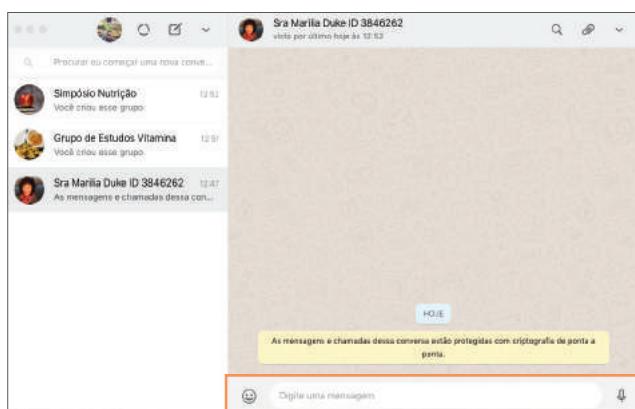 Sra Marilia Duke ID 3846262
visto por último hoje às 12:52
Procurar ou começar uma nova conve...
Simpósio Nutrição 12:52
Você criou esse grupo.
Grupo de Estudos Vitamina 12:51
Você criou esse grupo.
Sra Marilia Duke ID 3846262 12:47
As mensagens e chamadas dessa con...
HOJE
As mensagens e chamadas dessa conversa estão protegidas com criptografia de ponta a
ponta.
Digite uma mensagem